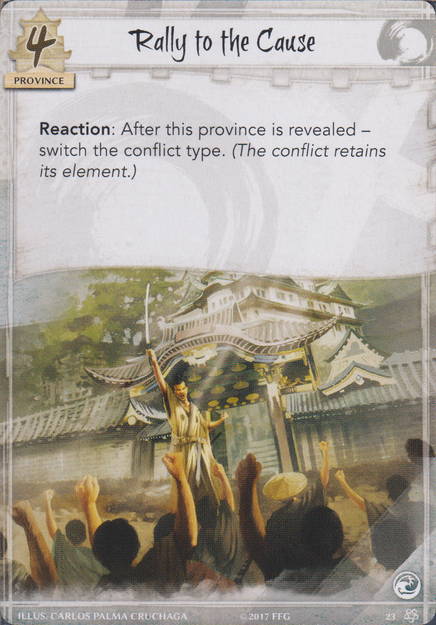 4
Rally to the Cause
PROVINCE
Reaction: After this province is revealed –
switch the conflict type. (The conflict retains
its element.)
ILLUS. CARLOS PALMA CRUCHAGA ©2017 FFG 23